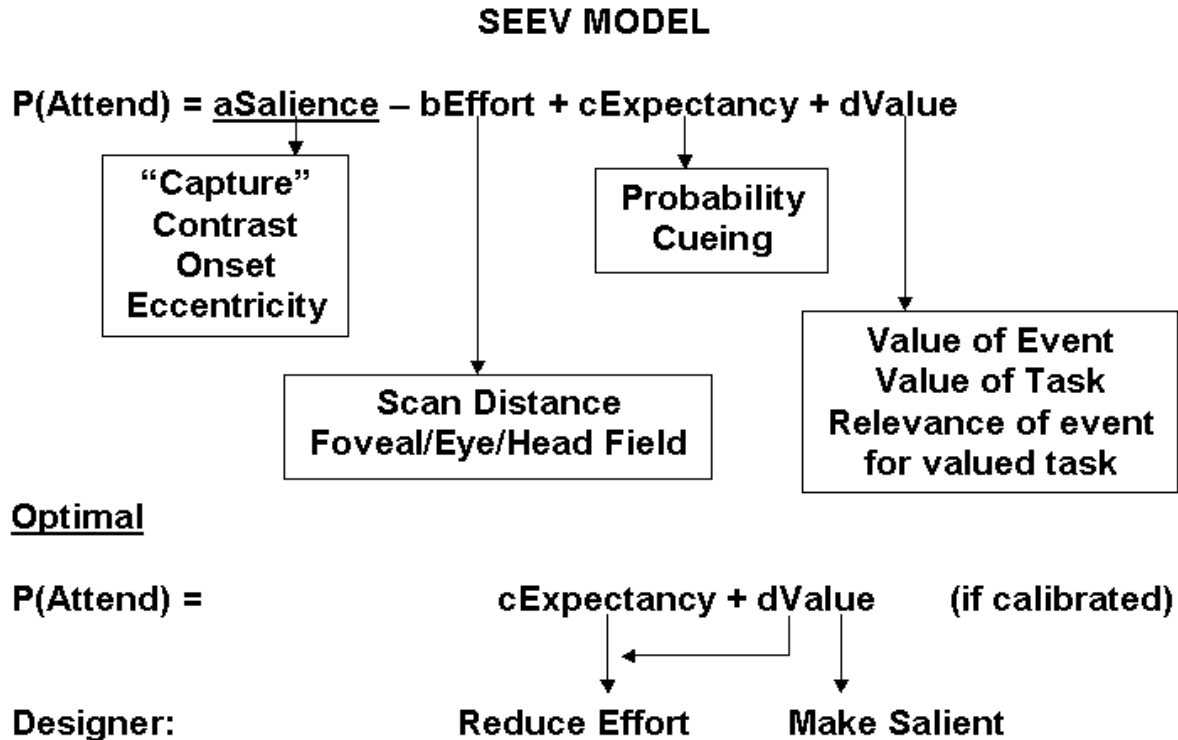 SEEV MODEL
P(Attend) = aSalience – bEffort + cExpectancy + dValue
“Capture”
Contrast
Onset
Eccentricity
Probability
Cueing
Scan Distance
Foveal/Eye/Head Field
Value of Event
Value of Task
Relevance of event
for valued task
Optimal
P(Attend) = cExpectancy + dValue (if calibrated)
Designer: Reduce Effort Make Salient